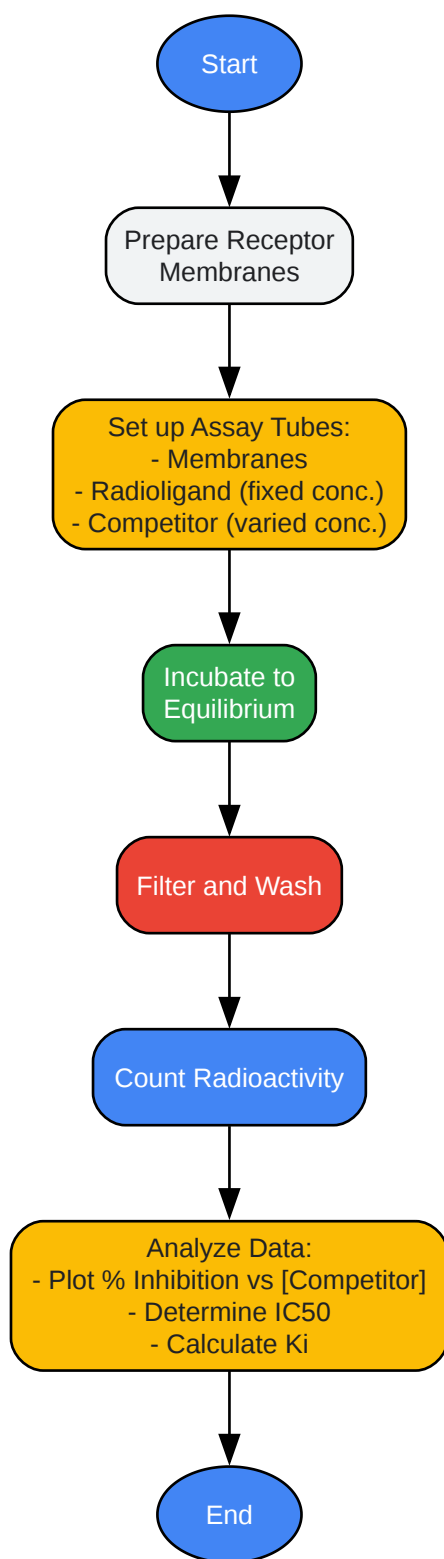 Start
Prepare Receptor
Membranes
Set up Assay Tubes:
- Membranes
- Radioligand (fixed conc.)
- Competitor (varied conc.)
Incubate to
Equilibrium
Filter and Wash
Count Radioactivity
Analyze Data:
- Plot % Inhibition vs [Competitor]
- Determine IC50
- Calculate Ki
End